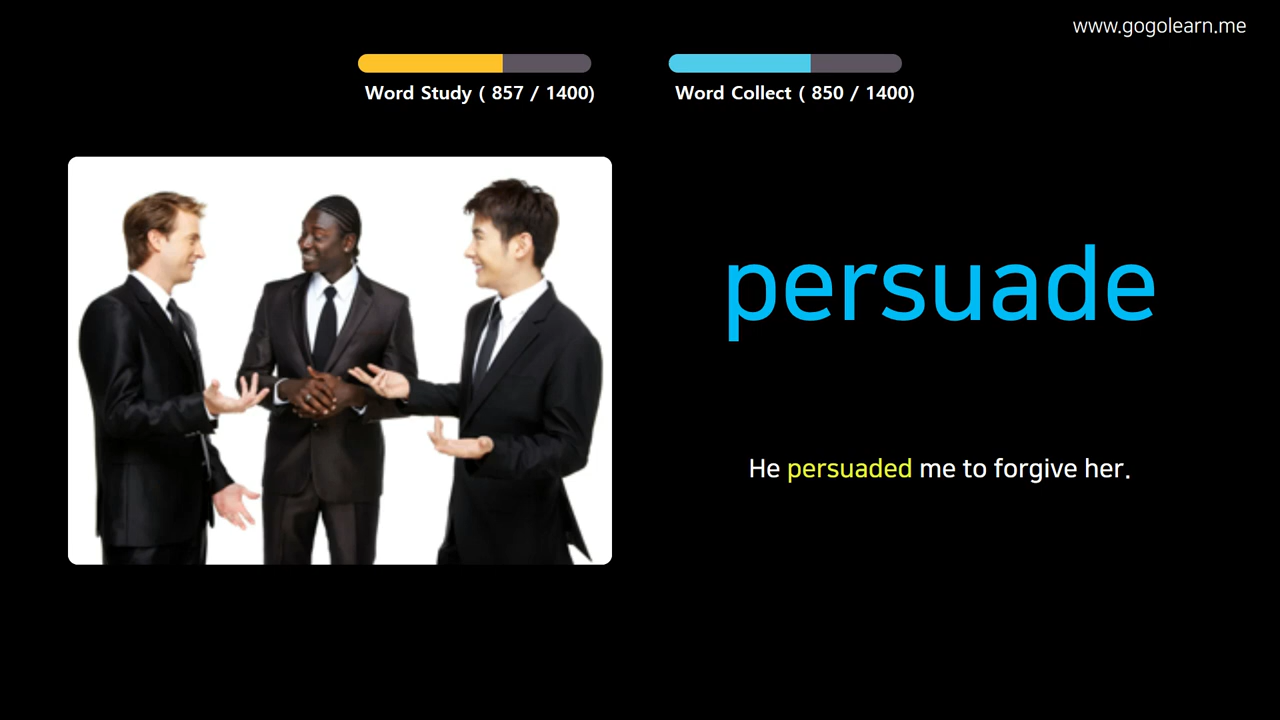 www.gogolearn.me
Word Study ( 857 / 1400)
Word Collect ( 850 / 1400)
persuade
He persuaded me to forgive her.